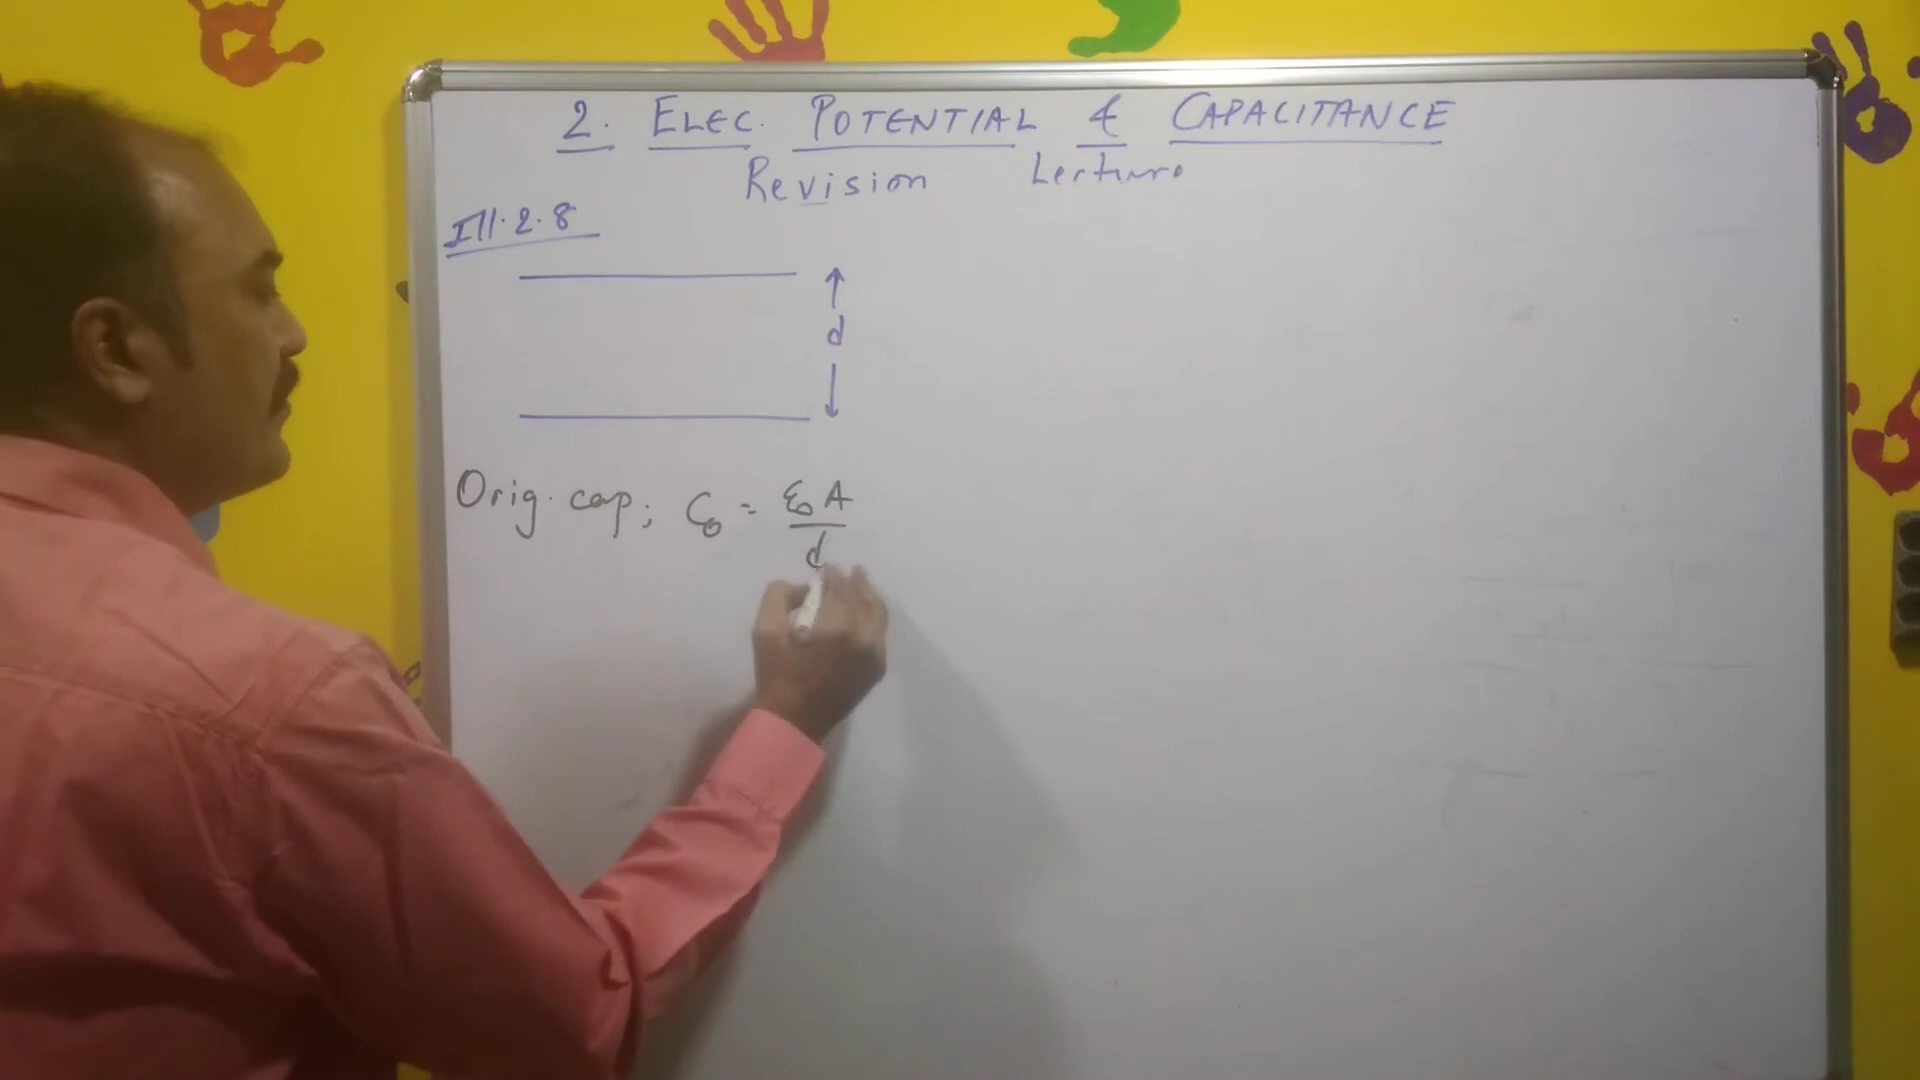 2. ELEC. POTENTIAL & CAPACITANCE
Revision Lecture
Ill. 2.8
d
Orig. cap; C₀ = ε₀A
d